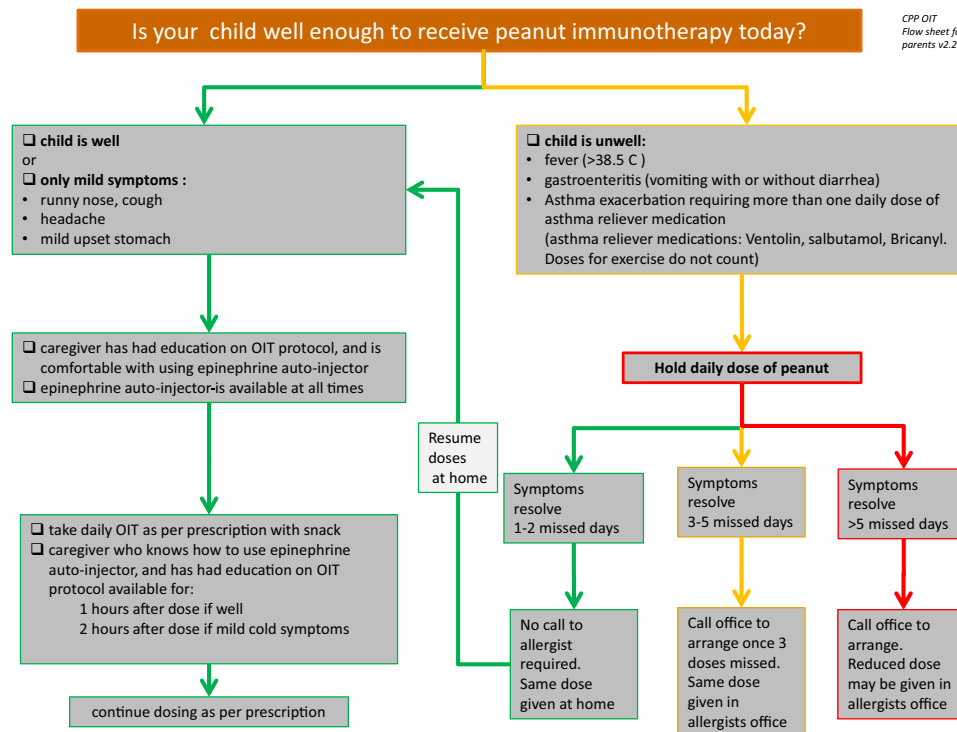 Is your child well enough to receive peanut immunotherapy today?
CPP OIT
Flow sheet fo
parents v2.2
❑ child is well
or
❑ only mild symptoms :
• runny nose, cough
• headache
• mild upset stomach
❑ child is unwell:
• fever (>38.5 C )
• gastroenteritis (vomiting with or without diarrhea)
• Asthma exacerbation requiring more than one daily dose of
asthma reliever medication
(asthma reliever medications: Ventolin, salbutamol, Bricanyl.
Doses for exercise do not count)
❑ caregiver has had education on OIT protocol, and is
comfortable with using epinephrine auto-injector
❑ epinephrine auto-injector-is available at all times
Hold daily dose of peanut
Resume
doses
at home
Symptoms
resolve
1-2 missed days
Symptoms
resolve
3-5 missed days
Symptoms
resolve
>5 missed days
❑ take daily OIT as per prescription with snack
❑ caregiver who knows how to use epinephrine
auto-injector, and has had education on OIT
protocol available for:
1 hours after dose if well
2 hours after dose if mild cold symptoms
No call to
allergist
required.
Same dose
given at home
Call office to
arrange once 3
doses missed.
Same dose
given in
allergists office
Call office to
arrange.
Reduced dose
may be given in
allergists office
continue dosing as per prescription